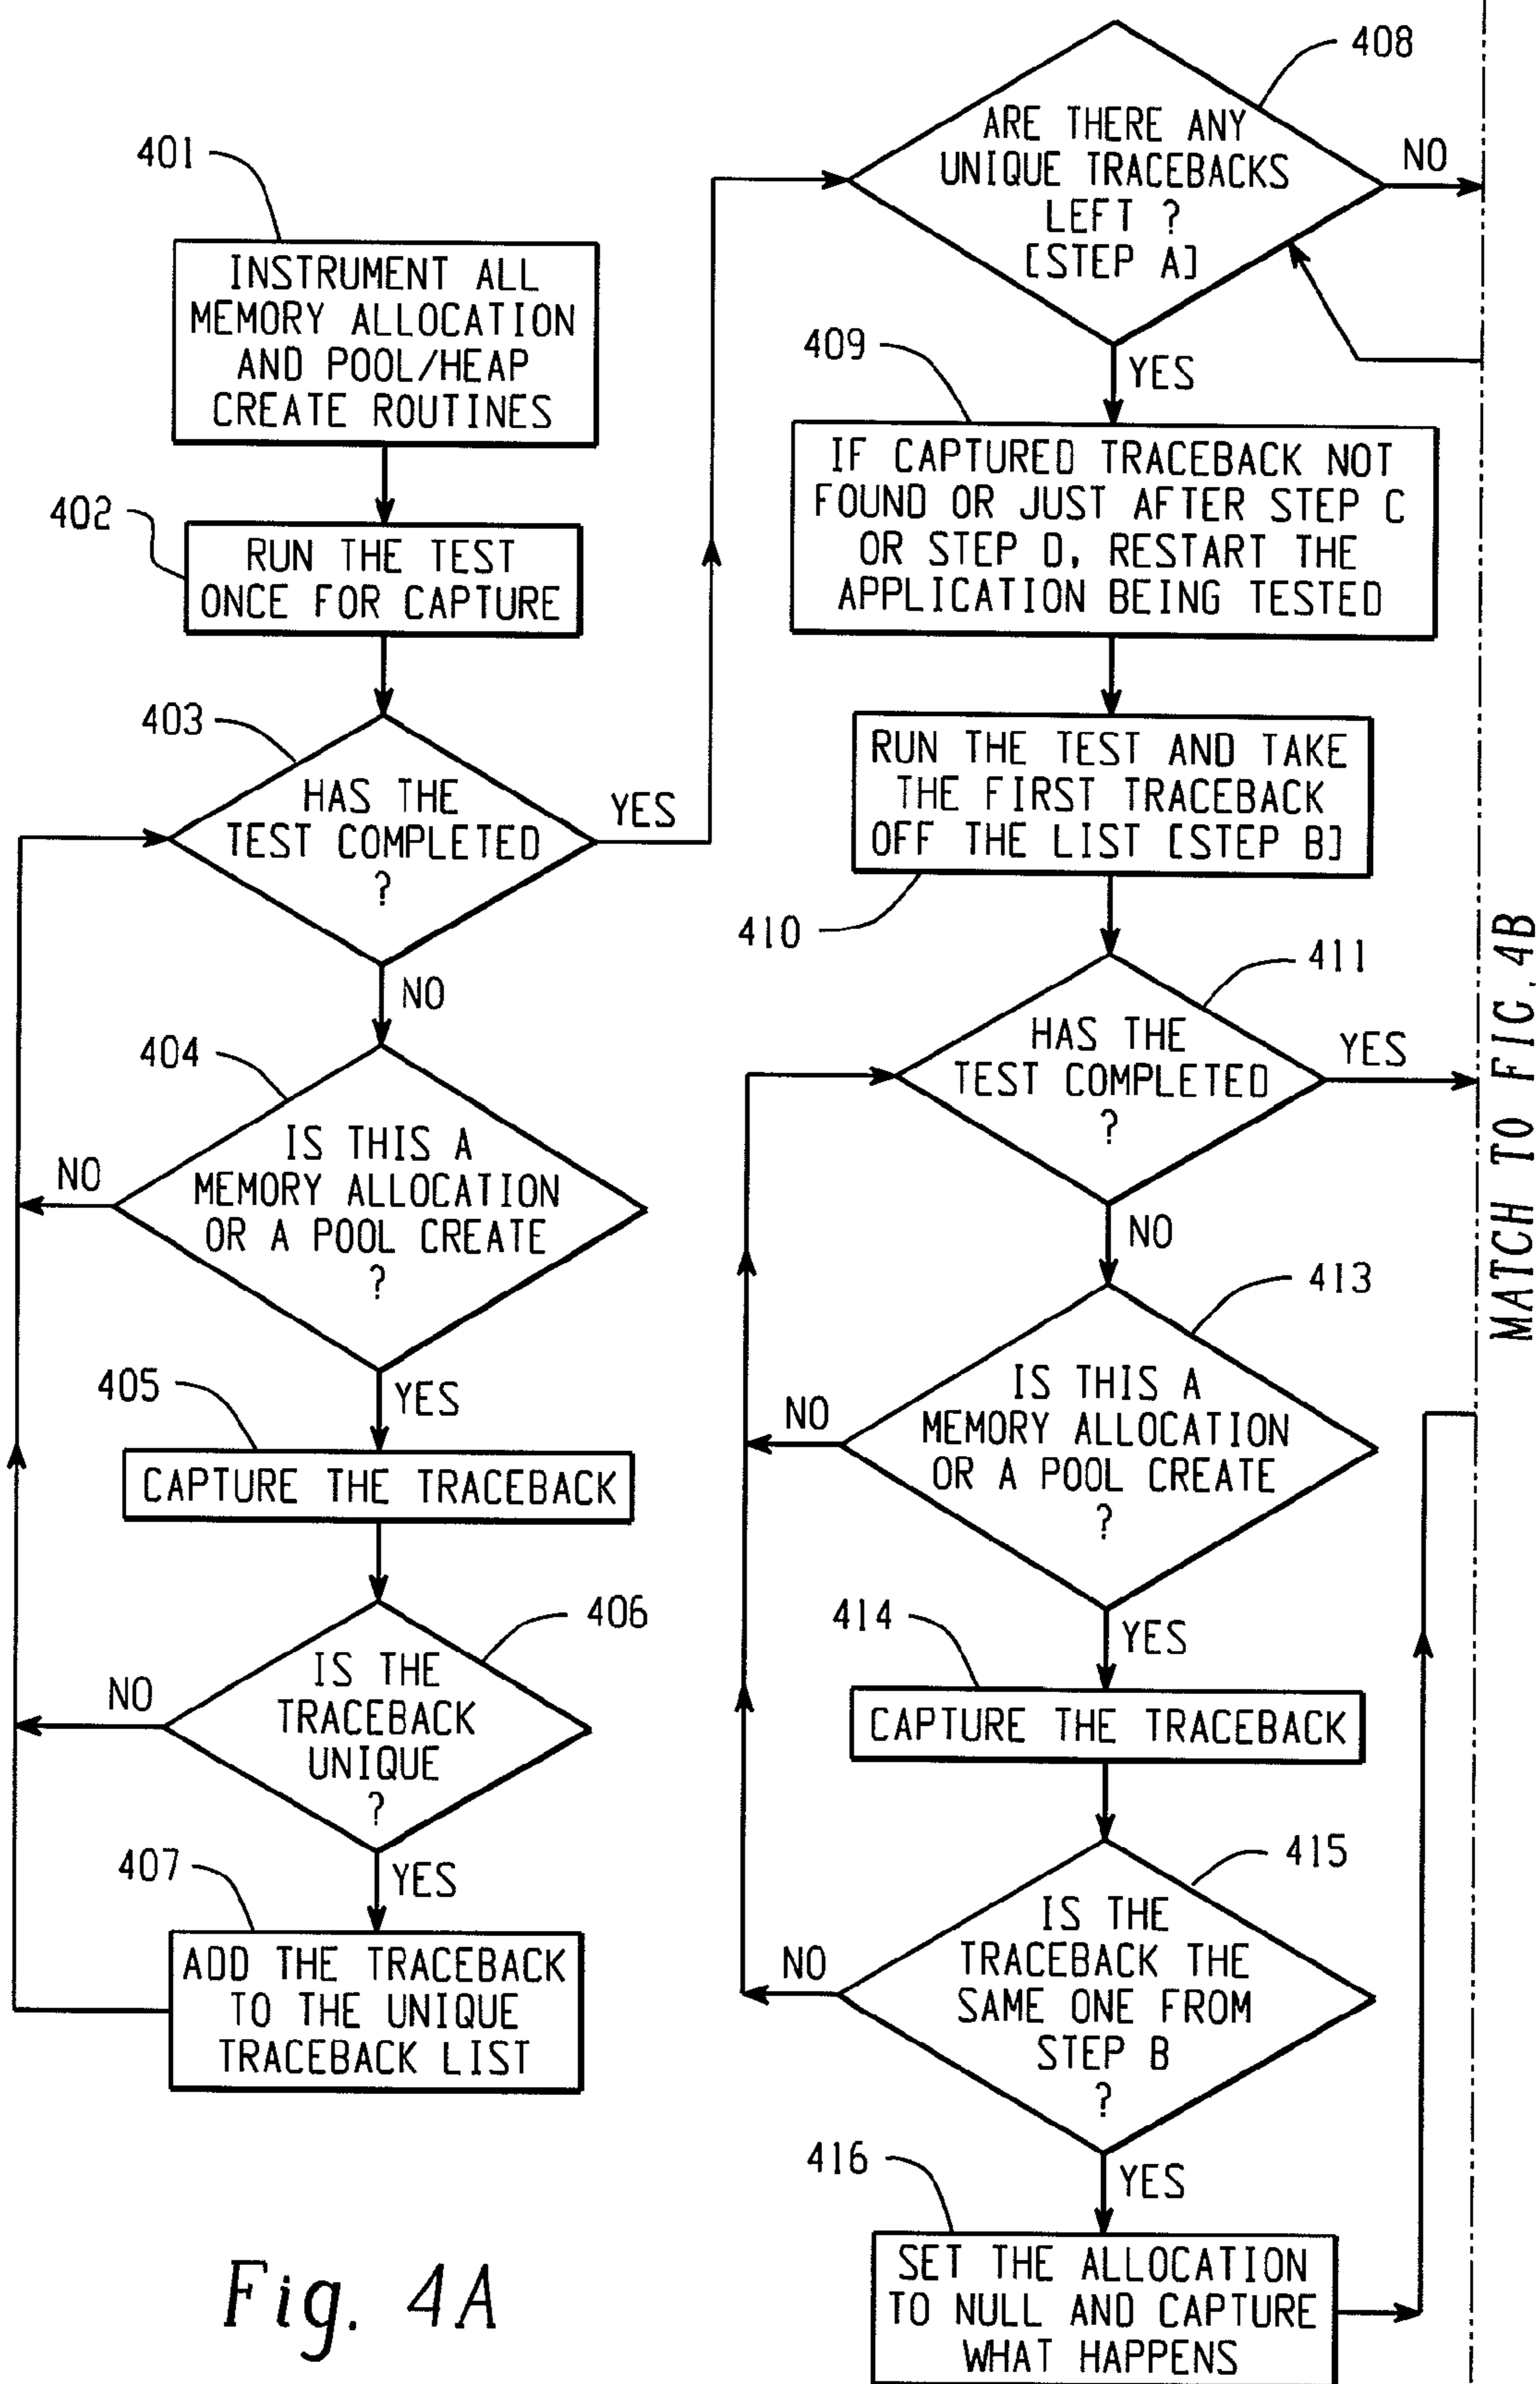 401
INSTRUMENT ALL
MEMORY ALLOCATION
AND POOL/HEAP
CREATE ROUTINES
402
RUN THE TEST
ONCE FOR CAPTURE
403
HAS THE
TEST COMPLETED
?
YES
NO
404
IS THIS A
MEMORY ALLOCATION
OR A POOL CREATE
?
NO
YES
405
CAPTURE THE TRACEBACK
406
IS THE
TRACEBACK
UNIQUE
?
NO
YES
407
ADD THE TRACEBACK
TO THE UNIQUE
TRACEBACK LIST
408
ARE THERE ANY
UNIQUE TRACEBACKS
LEFT ?
[STEP A]
NO
YES
409
IF CAPTURED TRACEBACK NOT
FOUND OR JUST AFTER STEP C
OR STEP D, RESTART THE
APPLICATION BEING TESTED
RUN THE TEST AND TAKE
THE FIRST TRACEBACK
OFF THE LIST [STEP B]
410
411
HAS THE
TEST COMPLETED
?
YES
NO
413
IS THIS A
MEMORY ALLOCATION
OR A POOL CREATE
?
NO
YES
414
CAPTURE THE TRACEBACK
415
IS THE
TRACEBACK THE
SAME ONE FROM
STEP B
?
NO
YES
416
SET THE ALLOCATION
TO NULL AND CAPTURE
WHAT HAPPENS
MATCH TO FIG. 4B
Fig. 4A